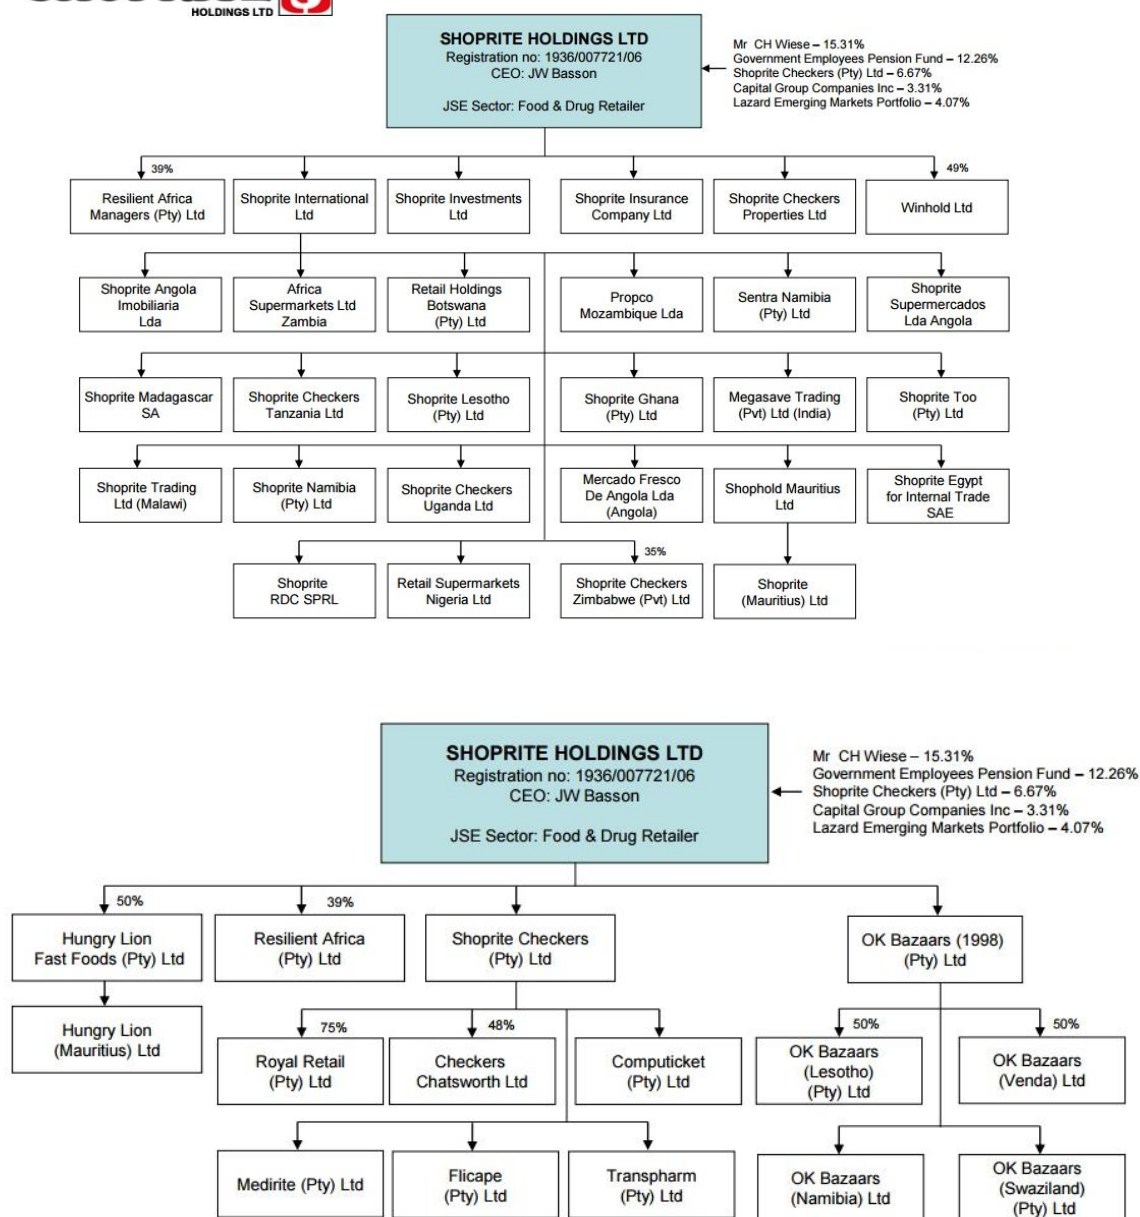 HOLDINGS LTD
SHOPRITE HOLDINGS LTD
Registration no: 1936/007721/06
CEO: JW Basson
JSE Sector: Food & Drug Retailer
Mr CH Wiese – 15.31%
Government Employees Pension Fund – 12.26%
Shoprite Checkers (Pty) Ltd – 6.67%
Capital Group Companies Inc – 3.31%
Lazard Emerging Markets Portfolio – 4.07%
39%
Resilient Africa
Managers (Pty) Ltd
Shoprite International
Ltd
Shoprite Investments
Ltd
Shoprite Insurance
Company Ltd
Shoprite Checkers
Properties Ltd
49%
Winhold Ltd
Shoprite Angola
Imobiliaria
Lda
Africa
Supermarkets Ltd
Zambia
Retail Holdings
Botswana
(Pty) Ltd
Propco
Mozambique Lda
Sentra Namibia
(Pty) Ltd
Shoprite
Supermercados
Lda Angola
Shoprite Madagascar
SA
Shoprite Checkers
Tanzania Ltd
Shoprite Lesotho
(Pty) Ltd
Shoprite Ghana
(Pty) Ltd
Megasave Trading
(Pvt) Ltd (India)
Shoprite Too
(Pty) Ltd
Shoprite Trading
Ltd (Malawi)
Shoprite Namibia
(Pty) Ltd
Shoprite Checkers
Uganda Ltd
Mercado Fresco
De Angola Lda
(Angola)
Shophold Mauritius
Ltd
Shoprite Egypt
for Internal Trade
SAE
Shoprite
RDC SPRL
Retail Supermarkets
Nigeria Ltd
35%
Shoprite Checkers
Zimbabwe (Pvt) Ltd
Shoprite
(Mauritius) Ltd
SHOPRITE HOLDINGS LTD
Registration no: 1936/007721/06
CEO: JW Basson
JSE Sector: Food & Drug Retailer
Mr CH Wiese – 15.31%
Government Employees Pension Fund – 12.26%
Shoprite Checkers (Pty) Ltd – 6.67%
Capital Group Companies Inc – 3.31%
Lazard Emerging Markets Portfolio – 4.07%
50%
Hungry Lion
Fast Foods (Pty) Ltd
39%
Resilient Africa
(Pty) Ltd
Shoprite Checkers
(Pty) Ltd
OK Bazaars (1998)
(Pty) Ltd
Hungry Lion
(Mauritius) Ltd
75%
Royal Retail
(Pty) Ltd
48%
Checkers
Chatsworth Ltd
Computicket
(Pty) Ltd
50%
OK Bazaars
(Lesotho)
(Pty) Ltd
50%
OK Bazaars
(Venda) Ltd
Medirite (Pty) Ltd
Flicape
(Pty) Ltd
Transpharm
(Pty) Ltd
OK Bazaars
(Namibia) Ltd
OK Bazaars
(Swaziland)
(Pty) Ltd